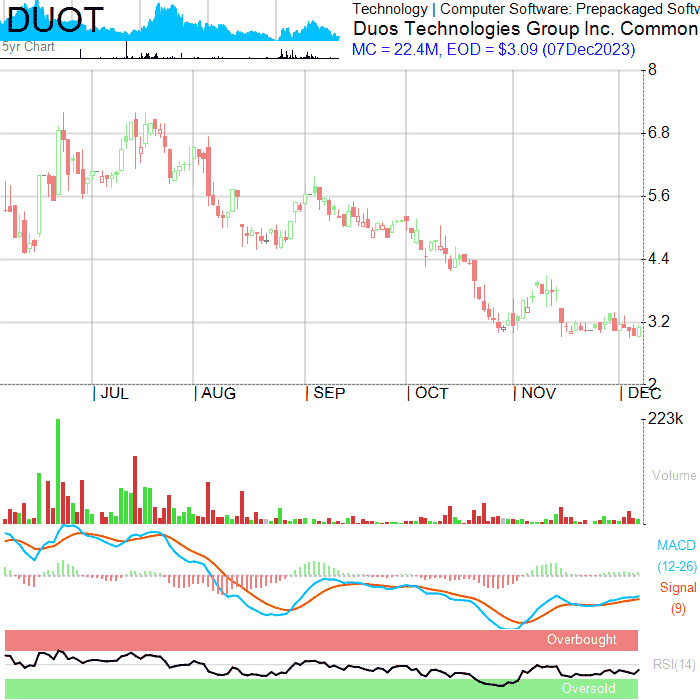 DUOT
5yr Chart
Technology | Computer Software: Prepackaged Softw
Duos Technologies Group Inc. Common
MC = 22.4M, EOD = $3.09 (07Dec2023)
8
6.8
5.6
4.4
3.2
2
JUL AUG SEP OCT NOV DEC
223k
Volume
MACD
(12-26)
Signal
(9)
Overbought
RSI(14)
Oversold